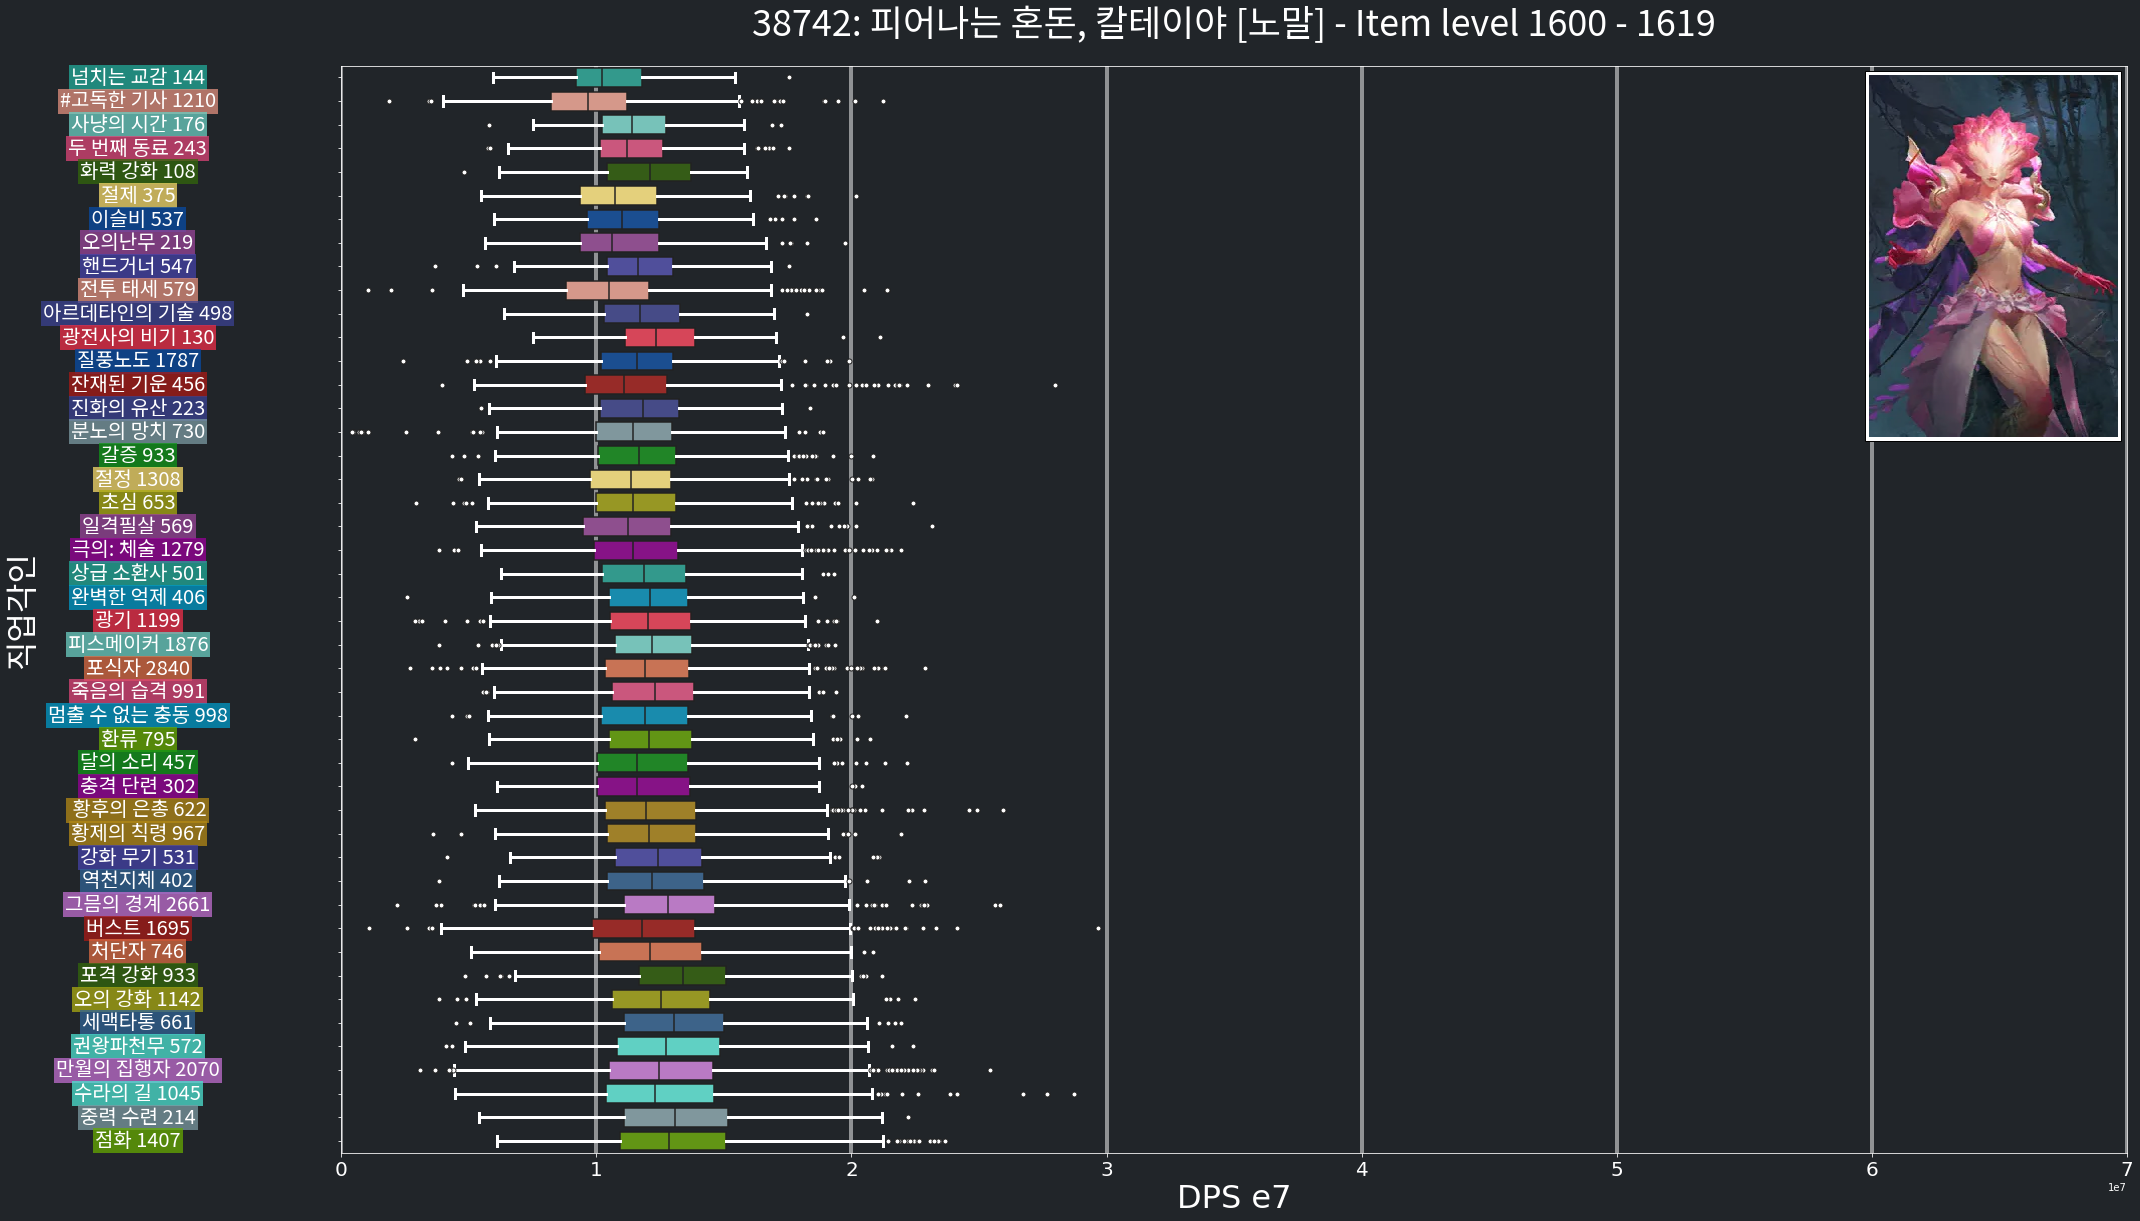 38742: 피어나는 혼돈, 칼테이야 [노말] - Item level 1600 - 1619
직업각인
넘치는 교감 144
#고독한 기사 1210
사냥의 시간 176
두 번째 동료 243
화력 강화 108
절제 375
이슬비 537
오의난무 219
핸드거너 547
전투 태세 579
아르데타인의 기술 498
광전사의 비기 130
질풍노도 1787
잔재된 기운 456
진화의 유산 223
분노의 망치 730
갈증 933
절정 1308
초심 653
일격필살 569
극의: 체술 1279
상급 소환사 501
완벽한 억제 406
광기 1199
피스메이커 1876
포식자 2840
죽음의 습격 991
멈출 수 없는 충동 998
환류 795
달의 소리 457
충격 단련 302
황후의 은총 622
황제의 칙령 967
강화 무기 531
역천지체 402
그믐의 경계 2661
버스트 1695
처단자 746
포격 강화 933
오의 강화 1142
세맥타통 661
권왕파천무 572
만월의 집행자 2070
수라의 길 1045
중력 수련 214
점화 1407
0 1 2 3 4 5 6 7
1e7
DPS e7